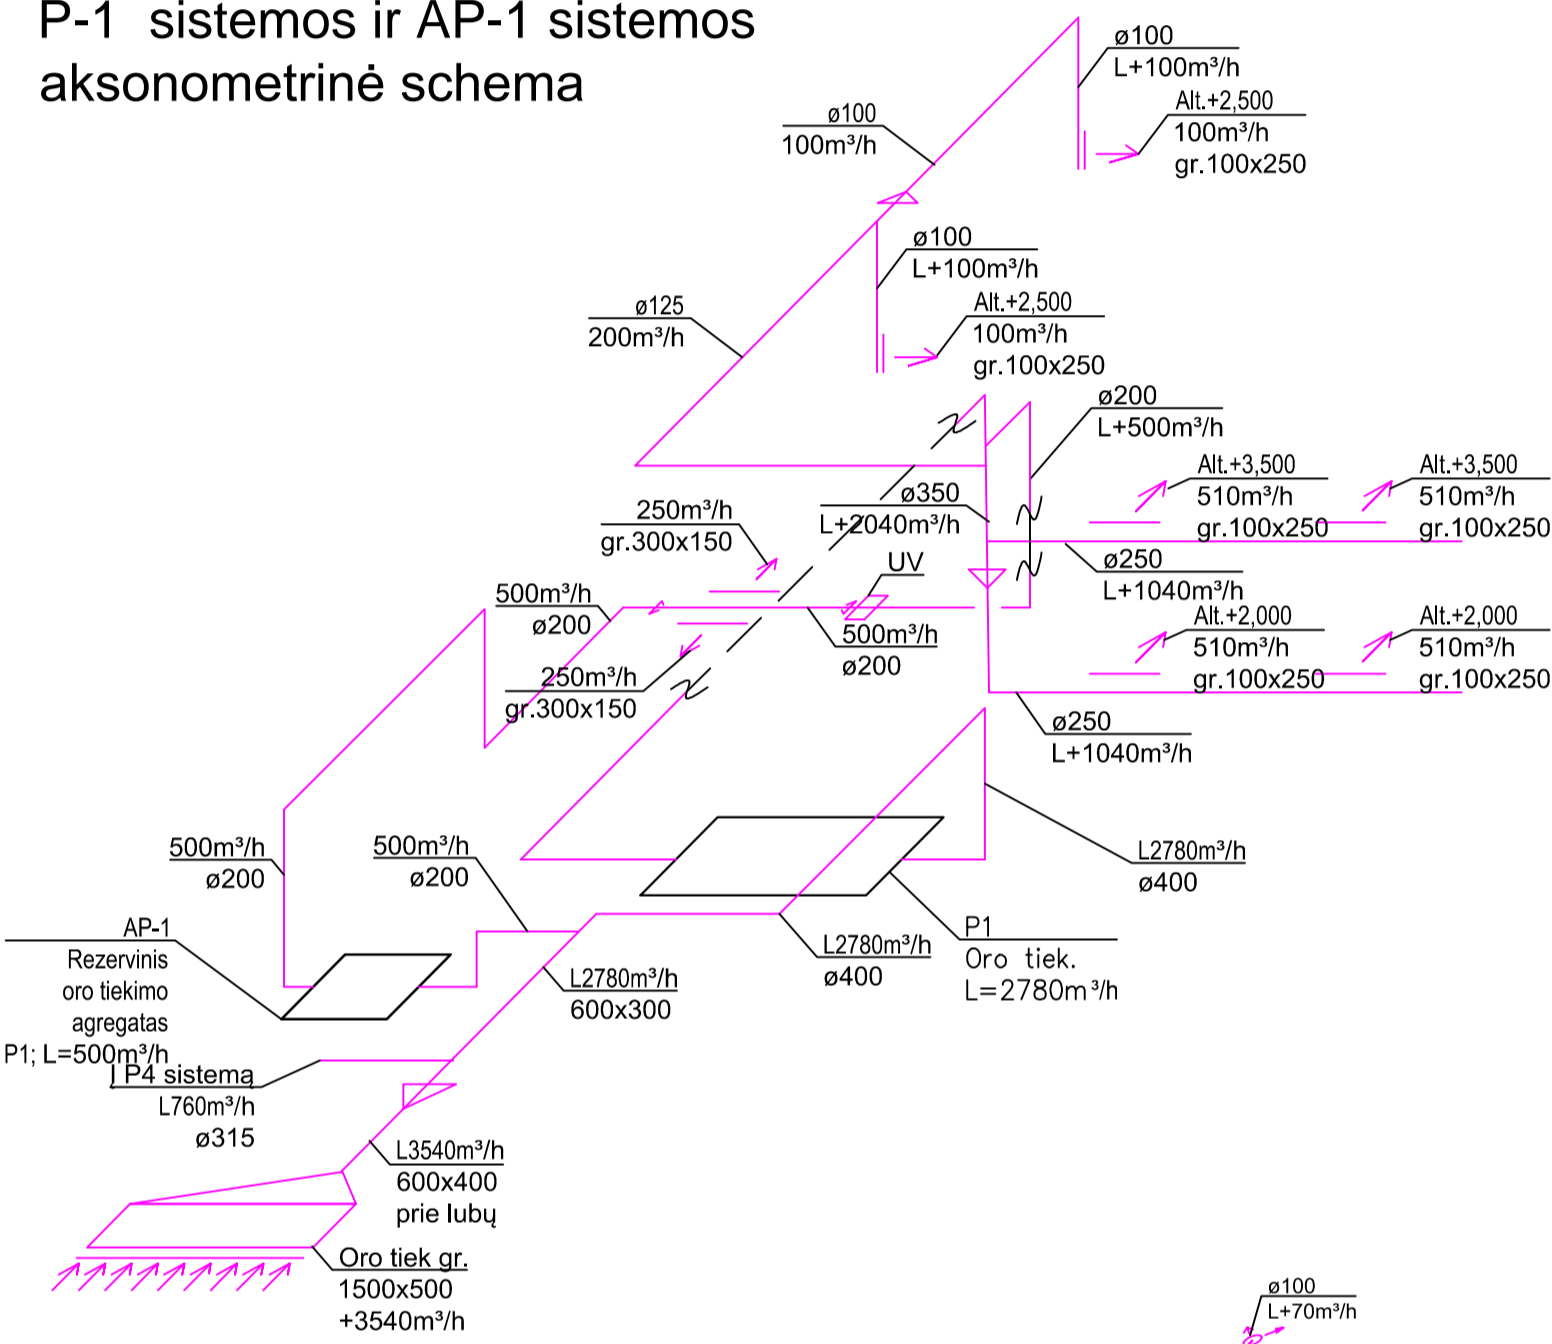 P-1 sistemos ir AP-1 sistemos
aksonometrinė schema
ø100
L+100m³/h
Alt.+2,500
100m³/h
gr.100x250
ø100
100m³/h
ø100
L+100m³/h
Alt.+2,500
100m³/h
gr.100x250
ø125
200m³/h
ø200
L+500m³/h
Alt.+3,500
510m³/h
gr.100x250
Alt.+3,500
510m³/h
gr.100x250
ø350
L+2040m³/h
250m³/h
gr.300x150
UV
ø250
L+1040m³/h
500m³/h
ø200
500m³/h
ø200
Alt.+2,000
510m³/h
gr.100x250
Alt.+2,000
510m³/h
gr.100x250
250m³/h
gr.300x150
ø250
L+1040m³/h
500m³/h
ø200
500m³/h
ø200
L2780m³/h
ø400
AP-1
Rezervinis
oro tiekimo
agregatas
P1; L=500m³/h
L2780m³/h
ø400
P1
Oro tiek.
L=2780m³/h
L2780m³/h
600x300
Į P4 sistemą
L760m³/h
ø315
L3540m³/h
600x400
prie lubų
Oro tiek gr.
1500x500
+3540m³/h
ø100
L+70m³/h